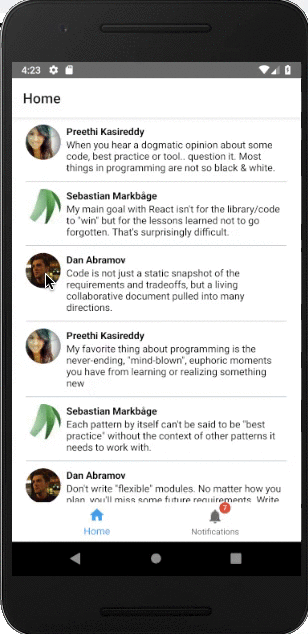 4:23
Home
Preethi Kasireddy
When you hear a dogmatic opinion about some
code, best practice or tool.. question it. Most
things in programming are not so black & white.
Sebastian Markbåge
My main goal with React isn't for the library/code
to "win" but for the lessons learned not to go
forgotten. That's surprisingly difficult.
Dan Abramov
Code is not just a static snapshot of the
requirements and tradeoffs, but a living
collaborative document pulled into many
directions.
Preethi Kasireddy
My favorite thing about programming is the
never-ending, "mind-blown", euphoric moments
you have from learning or realizing something
new
Sebastian Markbåge
Each pattern by itself can't be said to be "best
practice" without the context of other patterns it
needs to work with.
Dan Abramov
Don't write "flexible" modules. No matter how you
plan, you'll miss some future requirements. Write
7
Home Notifications